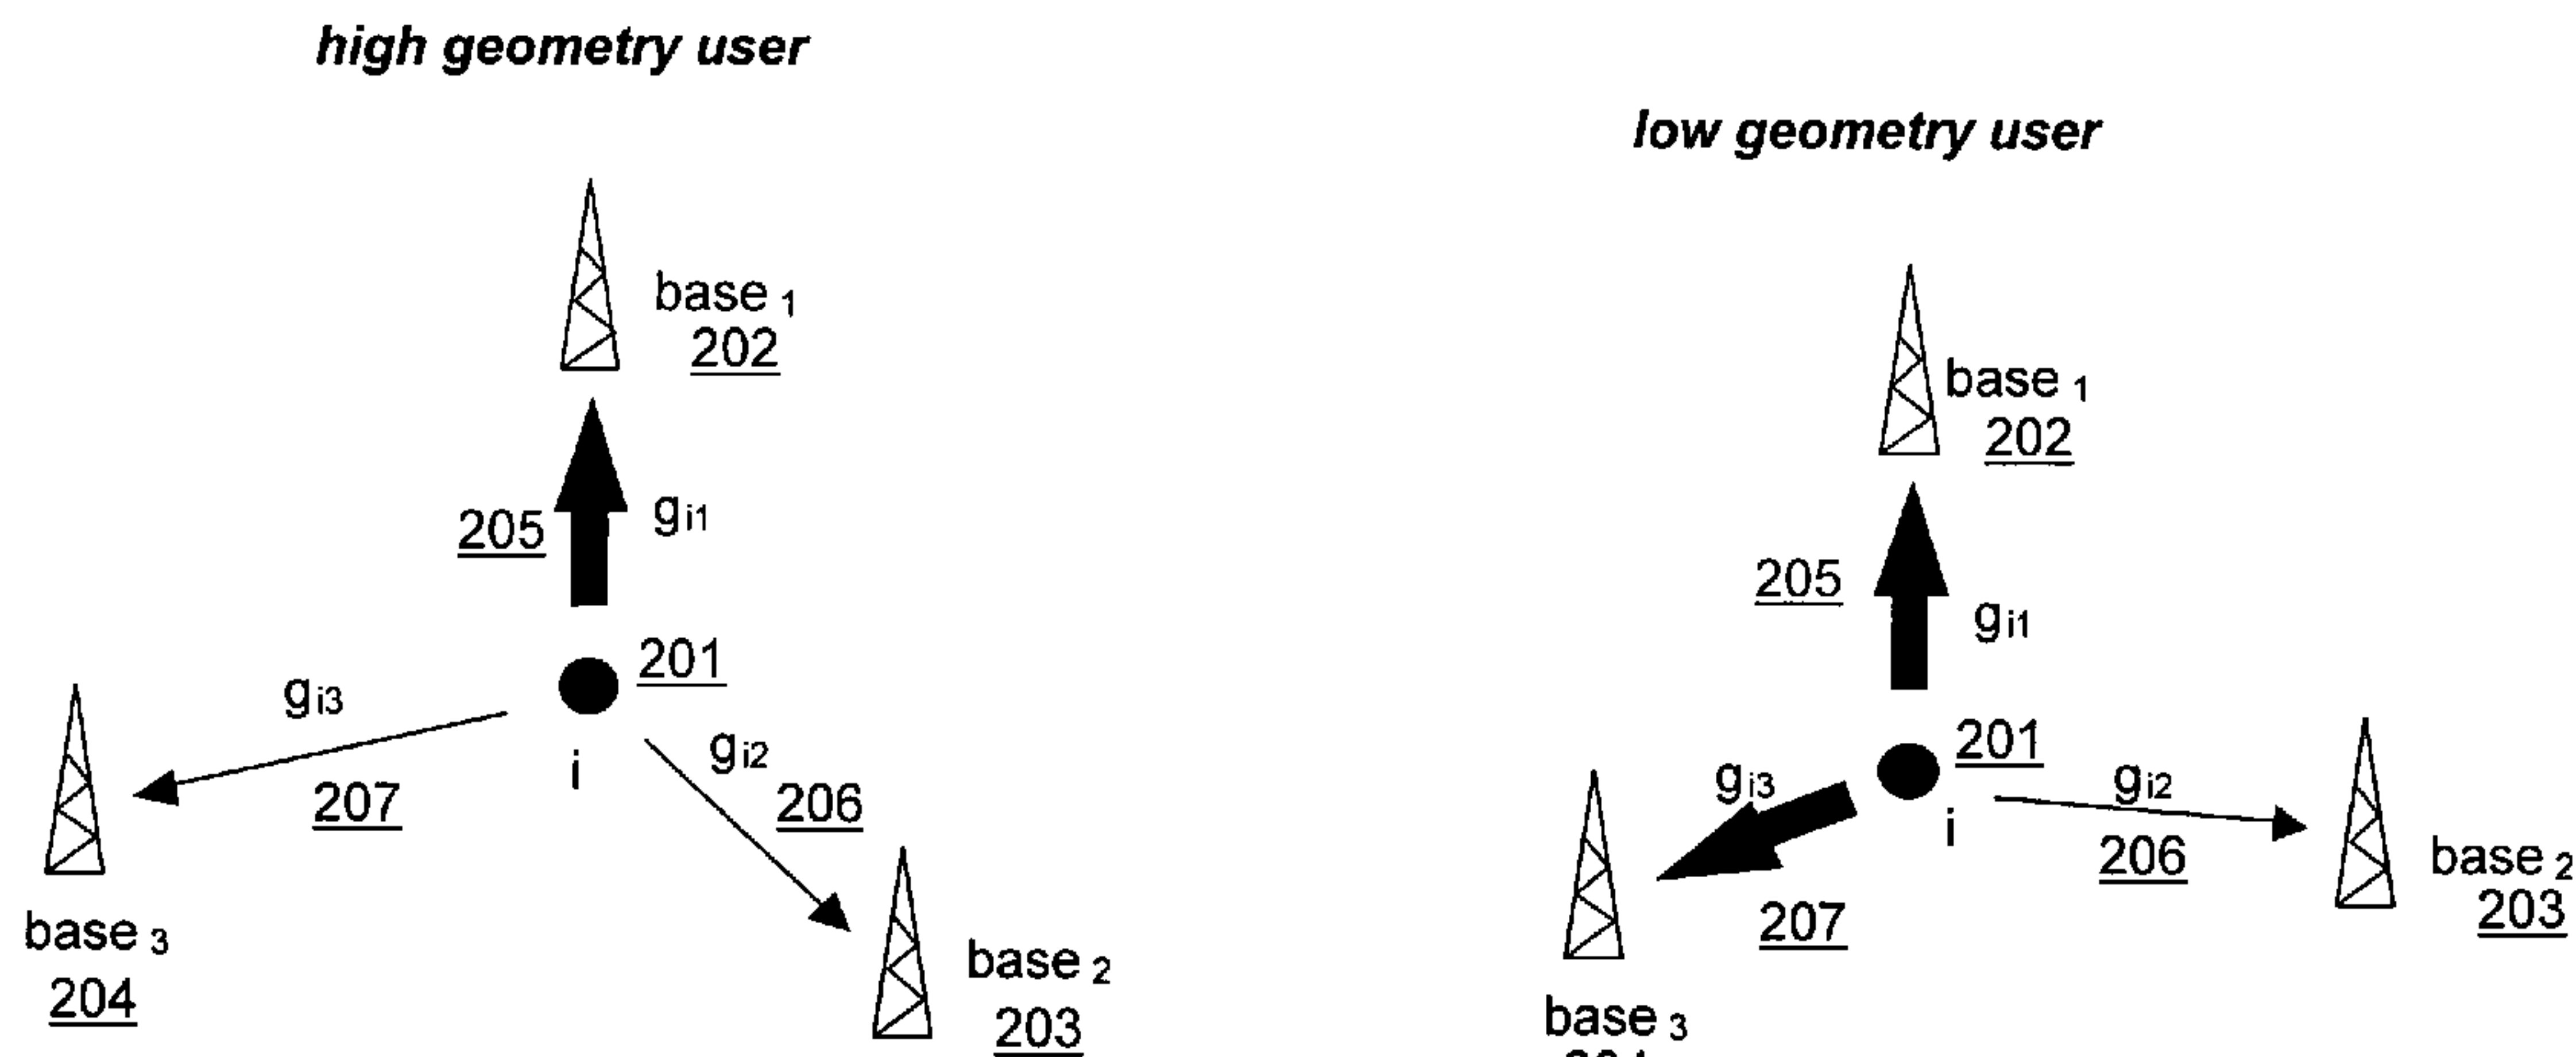 high geometry user
base 1
202
205
gi1
201
gi3
i
gi2
207
206
base 3
204
base 2
203
low geometry user
base 1
202
205
gi1
201
gi3
i
gi2
206
207
base 2
203
base 3